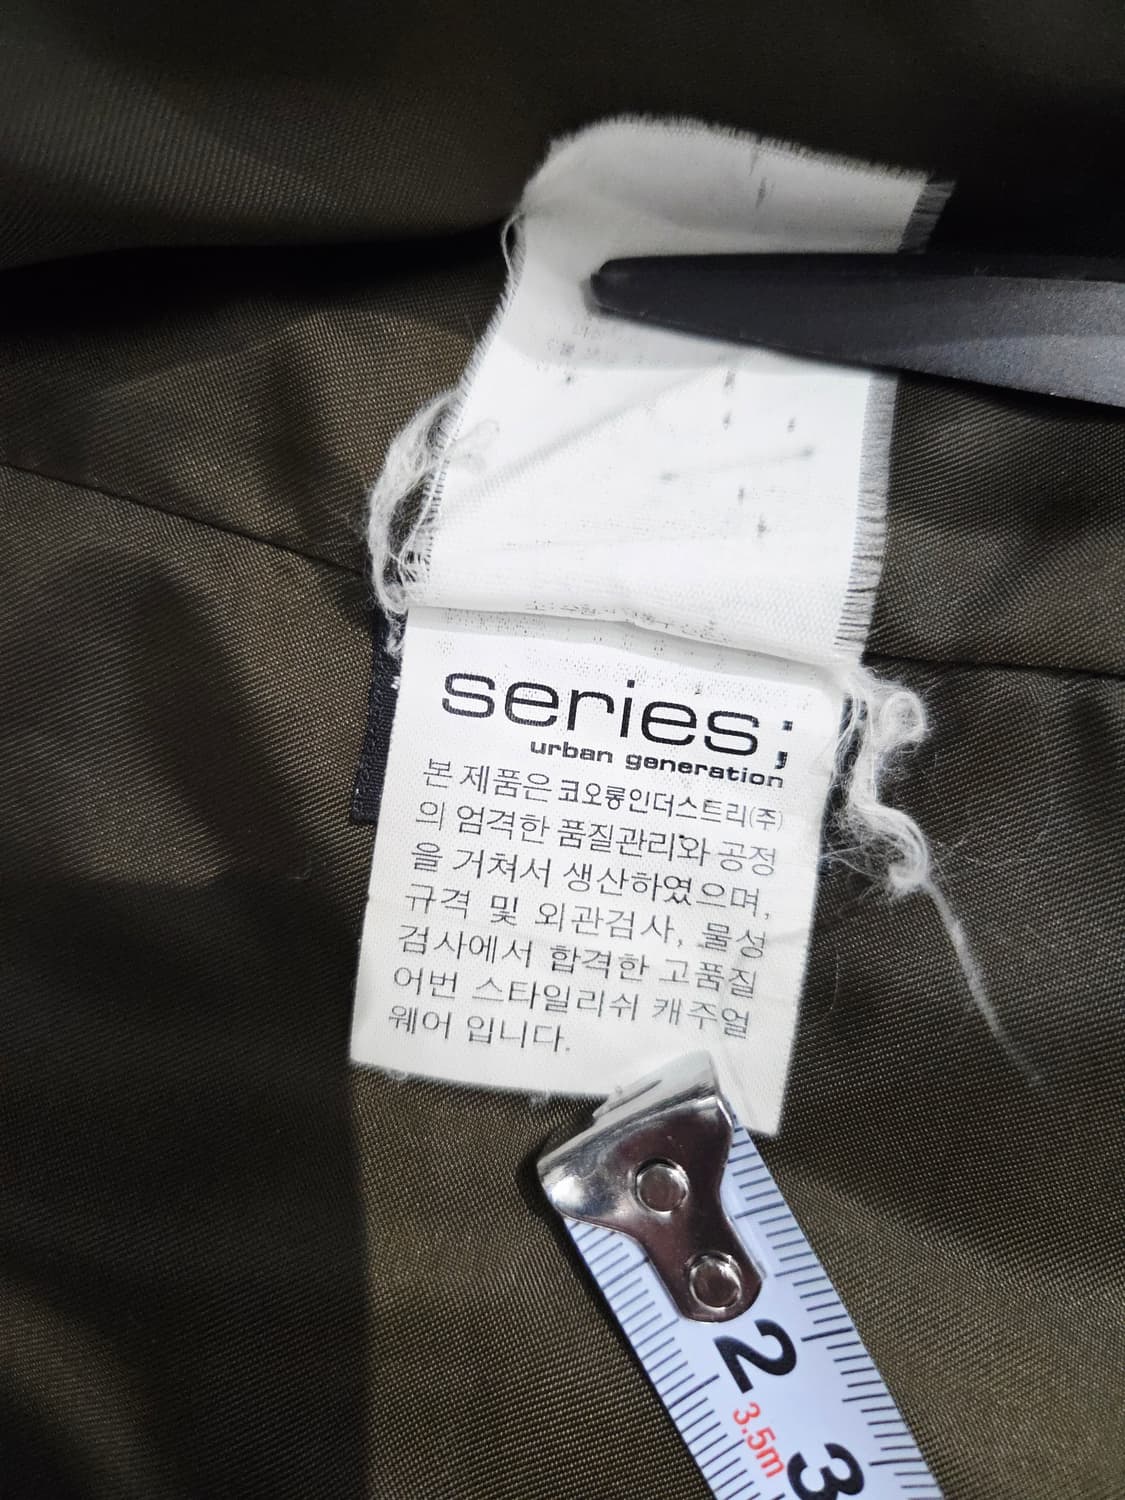 series;
urban generation
본 제품은 코오롱인더스트리(주)
의 엄격한 품질관리와 공정
을 거쳐서 생산하였으며,
규격 및 외관검사, 물성
검사에서 합격한 고품질
어번 스타일리쉬 캐주얼
웨어 입니다.
2
3.5m
3